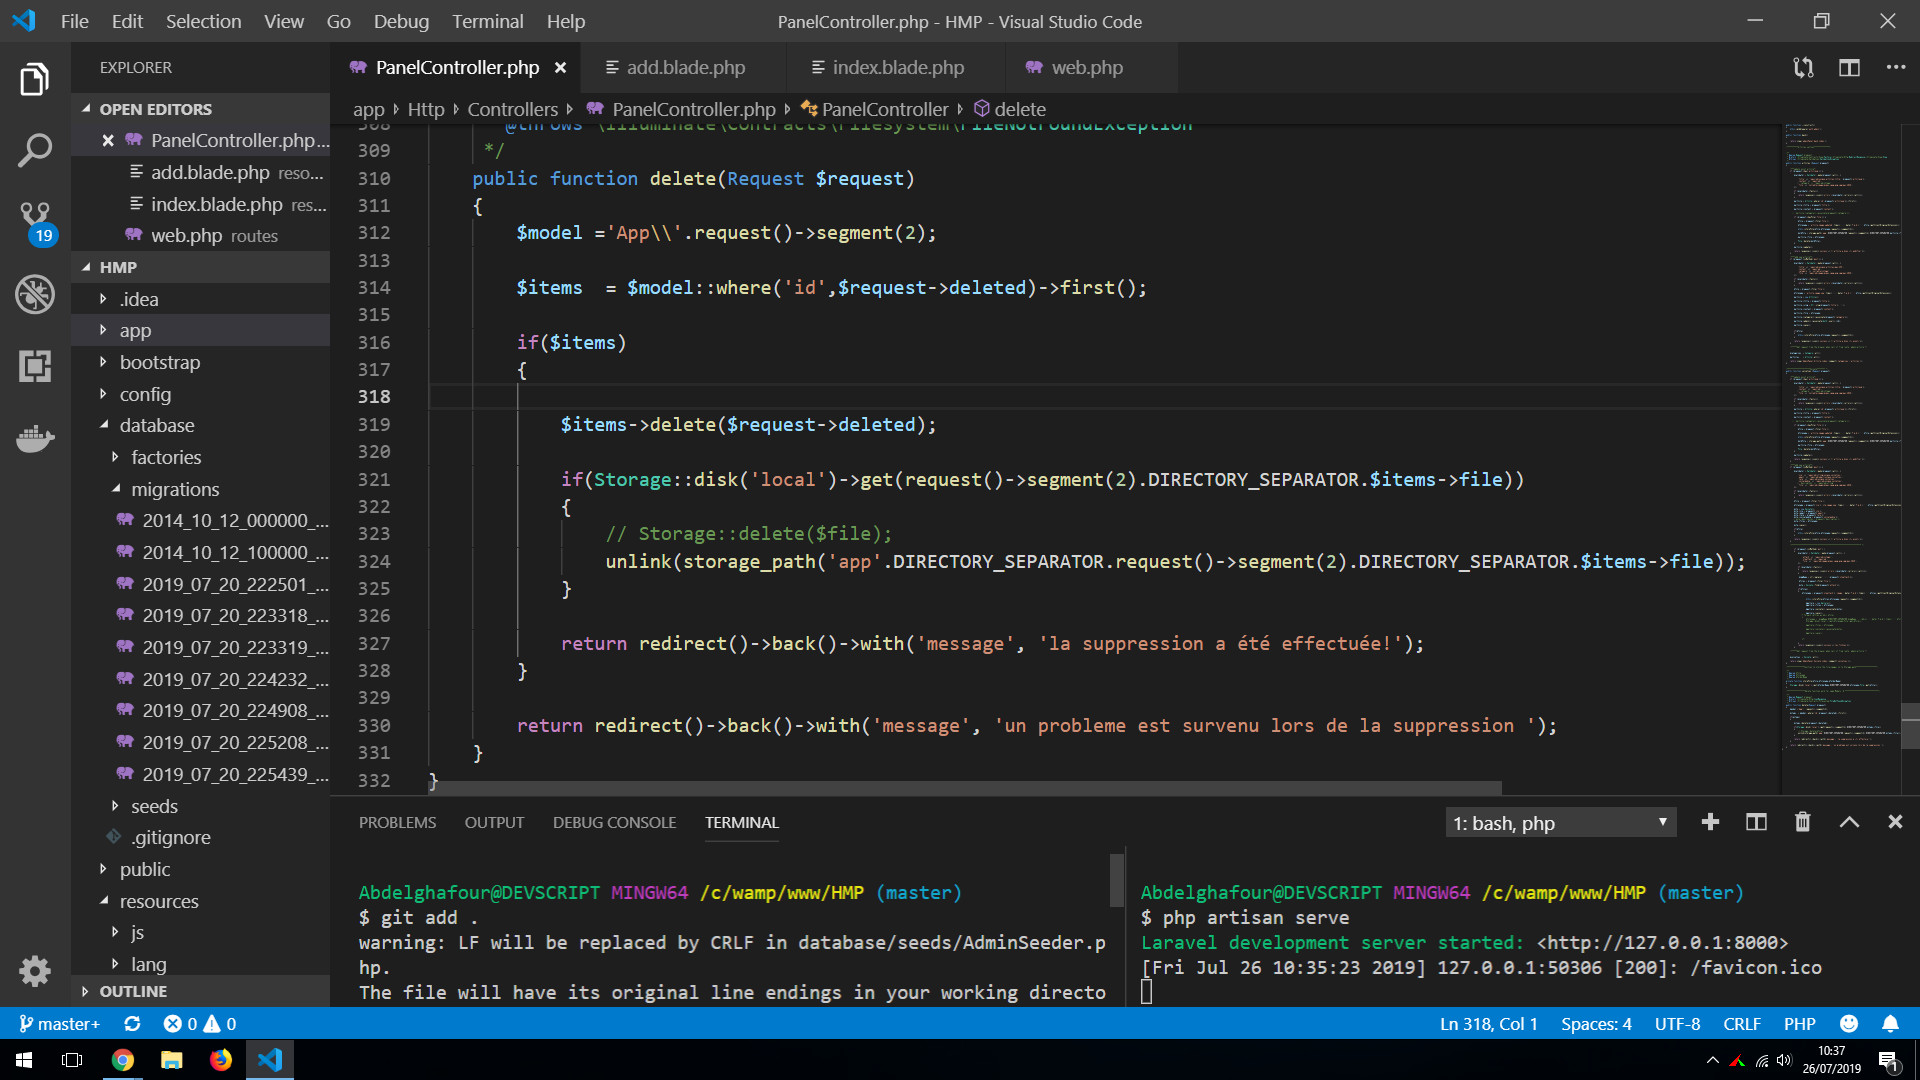 File Edit Selection View Go Debug Terminal Help
PanelController.php - HMP - Visual Studio Code
EXPLORER
OPEN EDITORS
PanelController.php...
add.blade.php reso...
index.blade.php res...
web.php routes
19
HMP
.idea
app
bootstrap
config
database
factories
migrations
2014_10_12_000000_...
2014_10_12_100000_...
2019_07_20_222501_...
2019_07_20_223318_...
2019_07_20_223319_...
2019_07_20_224232_...
2019_07_20_224908_...
2019_07_20_225208_...
2019_07_20_225439_...
seeds
.gitignore
public
resources
js
lang
OUTLINE
PanelController.php add.blade.php index.blade.php web.php
app Http Controllers PanelController.php PanelController delete
308 @throws \Illuminate\Contracts\Filesystem\FileNotFoundException
309 */
310 public function delete(Request $request)
311 {
312 $model ='App\\'.request()->segment(2);
313
314 $items  = $model::where('id',$request->deleted)->first();
315
316 if($items)
317 {
318
319 $items->delete($request->deleted);
320
321 if(Storage::disk('local')->get(request()->segment(2).DIRECTORY_SEPARATOR.$items->file))
322 {
323 // Storage::delete($file);
324 unlink(storage_path('app'.DIRECTORY_SEPARATOR.request()->segment(2).DIRECTORY_SEPARATOR.$items->file));
325 }
326
327 return redirect()->back()->with('message', 'la suppression a été effectuée!');
328 }
329
330 return redirect()->back()->with('message', 'un probleme est survenu lors de la suppression ');
331 }
332 }
PROBLEMS OUTPUT DEBUG CONSOLE TERMINAL
1: bash, php
Abdelghafour@DEVSCRIPT MINGW64 /c/wamp/www/HMP (master)
$ git add .
warning: LF will be replaced by CRLF in database/seeds/AdminSeeder.p
hp.
The file will have its original line endings in your working directo
Abdelghafour@DEVSCRIPT MINGW64 /c/wamp/www/HMP (master)
$ php artisan serve
Laravel development server started: <http://127.0.0.1:8000>
[Fri Jul 26 10:35:23 2019] 127.0.0.1:50306 [200]: /favicon.ico
master+ 0 0
Ln 318, Col 1 Spaces: 4 UTF-8 CRLF PHP
10:37
26/07/2019
1